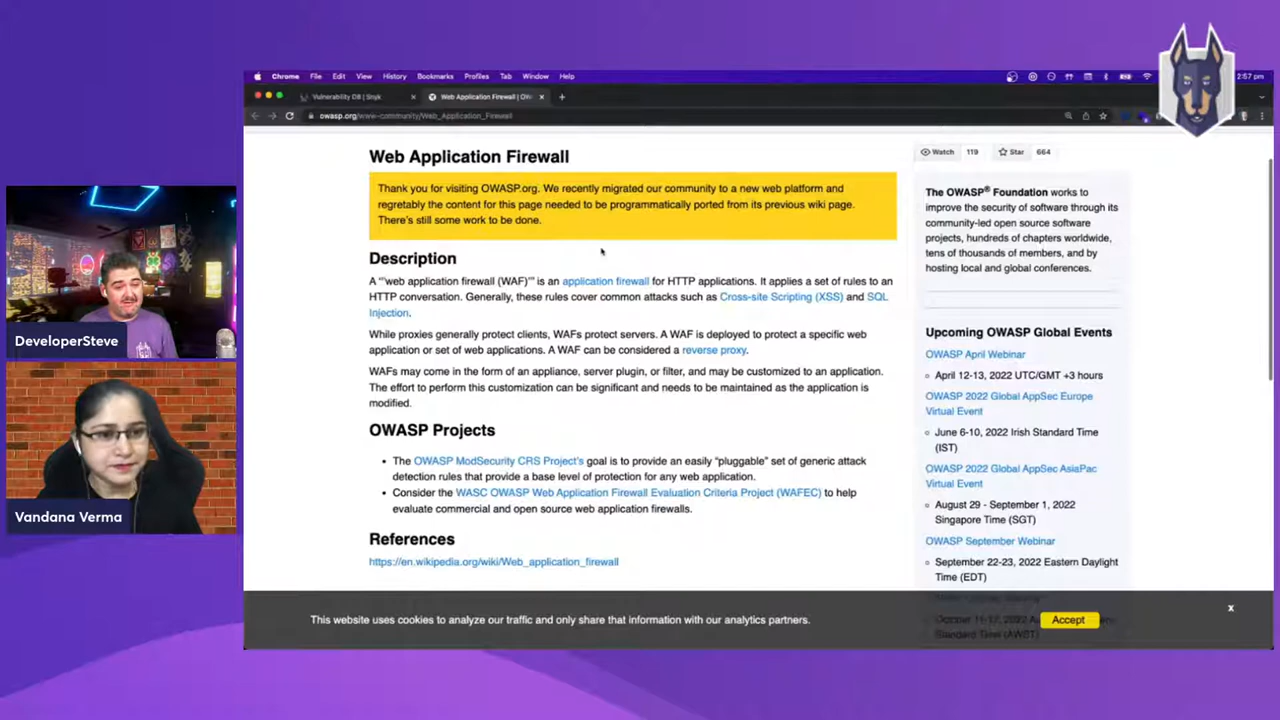 Chrome File Edit View History Bookmarks Profiles Tab Window Help
2:57 pm
Vulnerability DB | Snyk
Web Application Firewall | OW
owasp.org/www-community/Web_Application_Firewall
Web Application Firewall
Thank you for visiting OWASP.org. We recently migrated our community to a new web platform and
regretably the content for this page needed to be programmatically ported from its previous wiki page.
There's still some work to be done.
Description
A '"web application firewall (WAF)'" is an application firewall for HTTP applications. It applies a set of rules to an
HTTP conversation. Generally, these rules cover common attacks such as Cross-site Scripting (XSS) and SQL
Injection.
While proxies generally protect clients, WAFs protect servers. A WAF is deployed to protect a specific web
application or set of web applications. A WAF can be considered a reverse proxy.
WAFs may come in the form of an appliance, server plugin, or filter, and may be customized to an application.
The effort to perform this customization can be significant and needs to be maintained as the application is
modified.
OWASP Projects
• The OWASP ModSecurity CRS Project's goal is to provide an easily "pluggable" set of generic attack
detection rules that provide a base level of protection for any web application.
• Consider the WASC OWASP Web Application Firewall Evaluation Criteria Project (WAFEC) to help
evaluate commercial and open source web application firewalls.
References
https://en.wikipedia.org/wiki/Web_application_firewall
Watch 119 Star 664
The OWASP® Foundation works to
improve the security of software through its
community-led open source software
projects, hundreds of chapters worldwide,
tens of thousands of members, and by
hosting local and global conferences.
Upcoming OWASP Global Events
OWASP April Webinar
April 12-13, 2022 UTC/GMT +3 hours
OWASP 2022 Global AppSec Europe
Virtual Event
June 6-10, 2022 Irish Standard Time
(IST)
OWASP 2022 Global AppSec AsiaPac
Virtual Event
August 29 - September 1, 2022
Singapore Time (SGT)
OWASP September Webinar
September 22-23, 2022 Eastern Daylight
Time (EDT)
Standard Time (AWST)
This website uses cookies to analyze our traffic and only share that information with our analytics partners.
Accept
x
DeveloperSteve
Vandana Verma